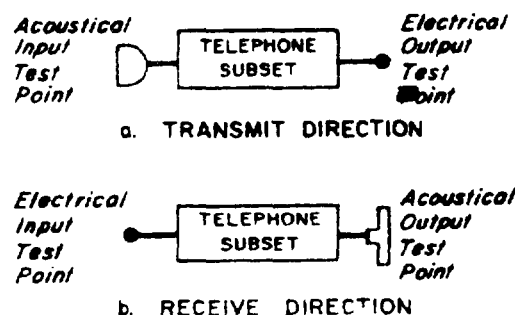 Acoustical
Input
Test
Point
TELEPHONE
SUBSET
Electrical
Output
Test
Point
a. TRANSMIT DIRECTION
Electrical
Input
Test
Point
TELEPHONE
SUBSET
Acoustical
Output
Test
Point
b. RECEIVE DIRECTION